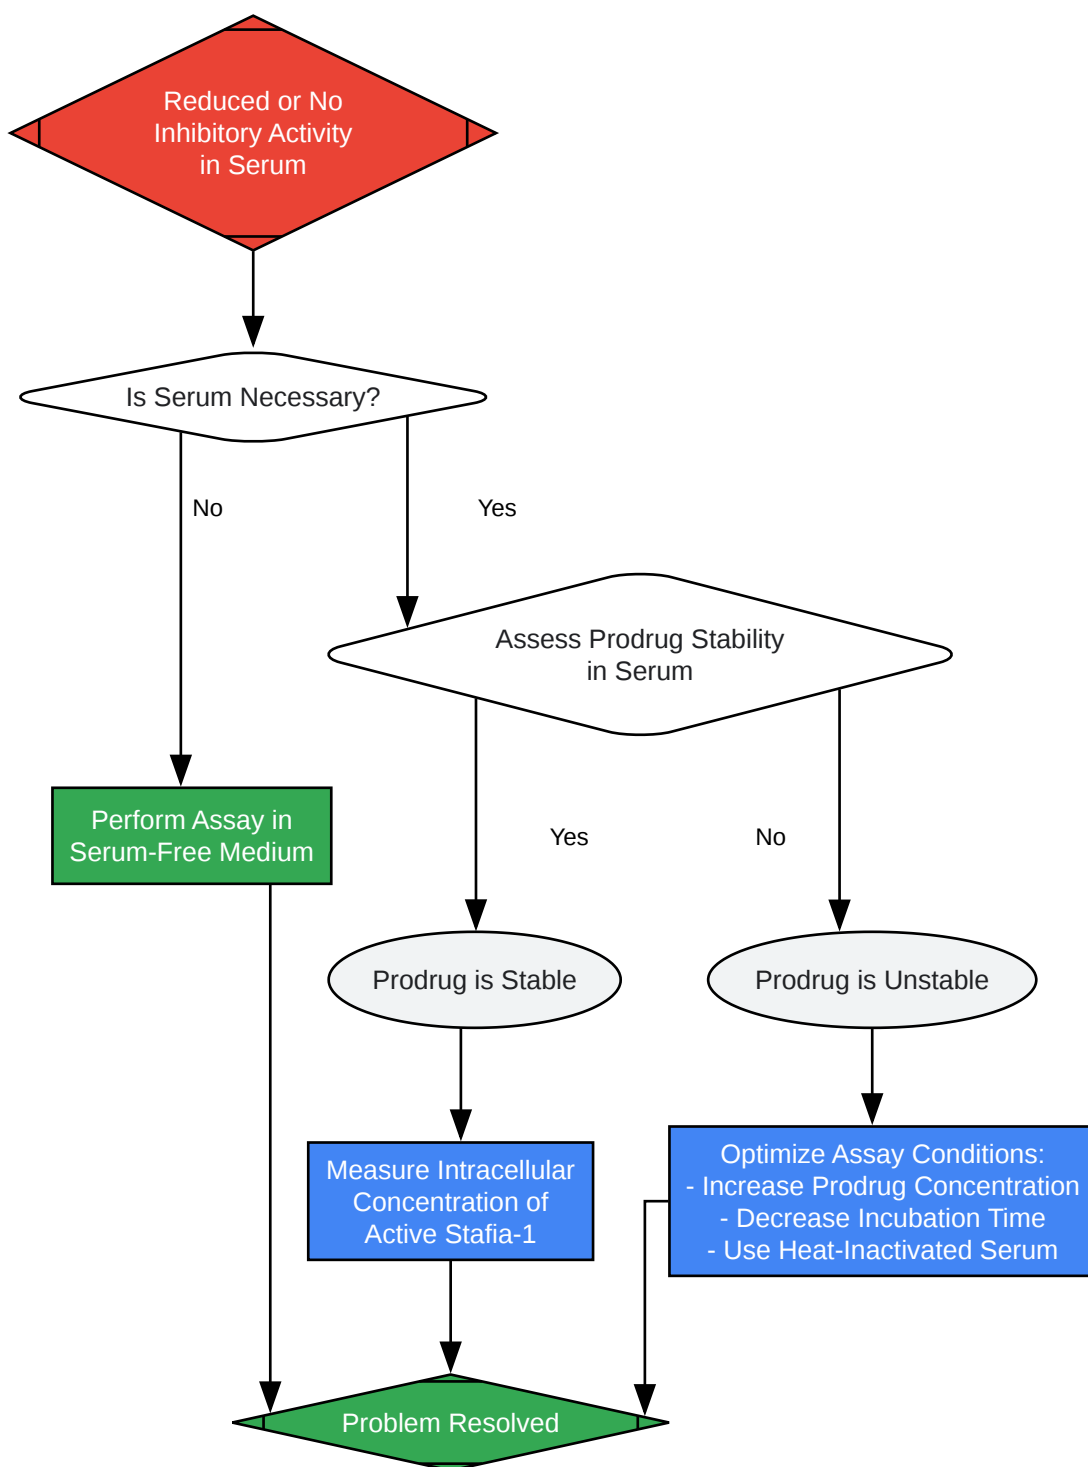 Reduced or No
Inhibitory Activity
in Serum
Is Serum Necessary?
No
Yes
Assess Prodrug Stability
in Serum
Perform Assay in
Serum-Free Medium
Yes
No
Prodrug is Stable
Prodrug is Unstable
Measure Intracellular
Concentration of
Active Stafia-1
Optimize Assay Conditions:
- Increase Prodrug Concentration
- Decrease Incubation Time
- Use Heat-Inactivated Serum
Problem Resolved